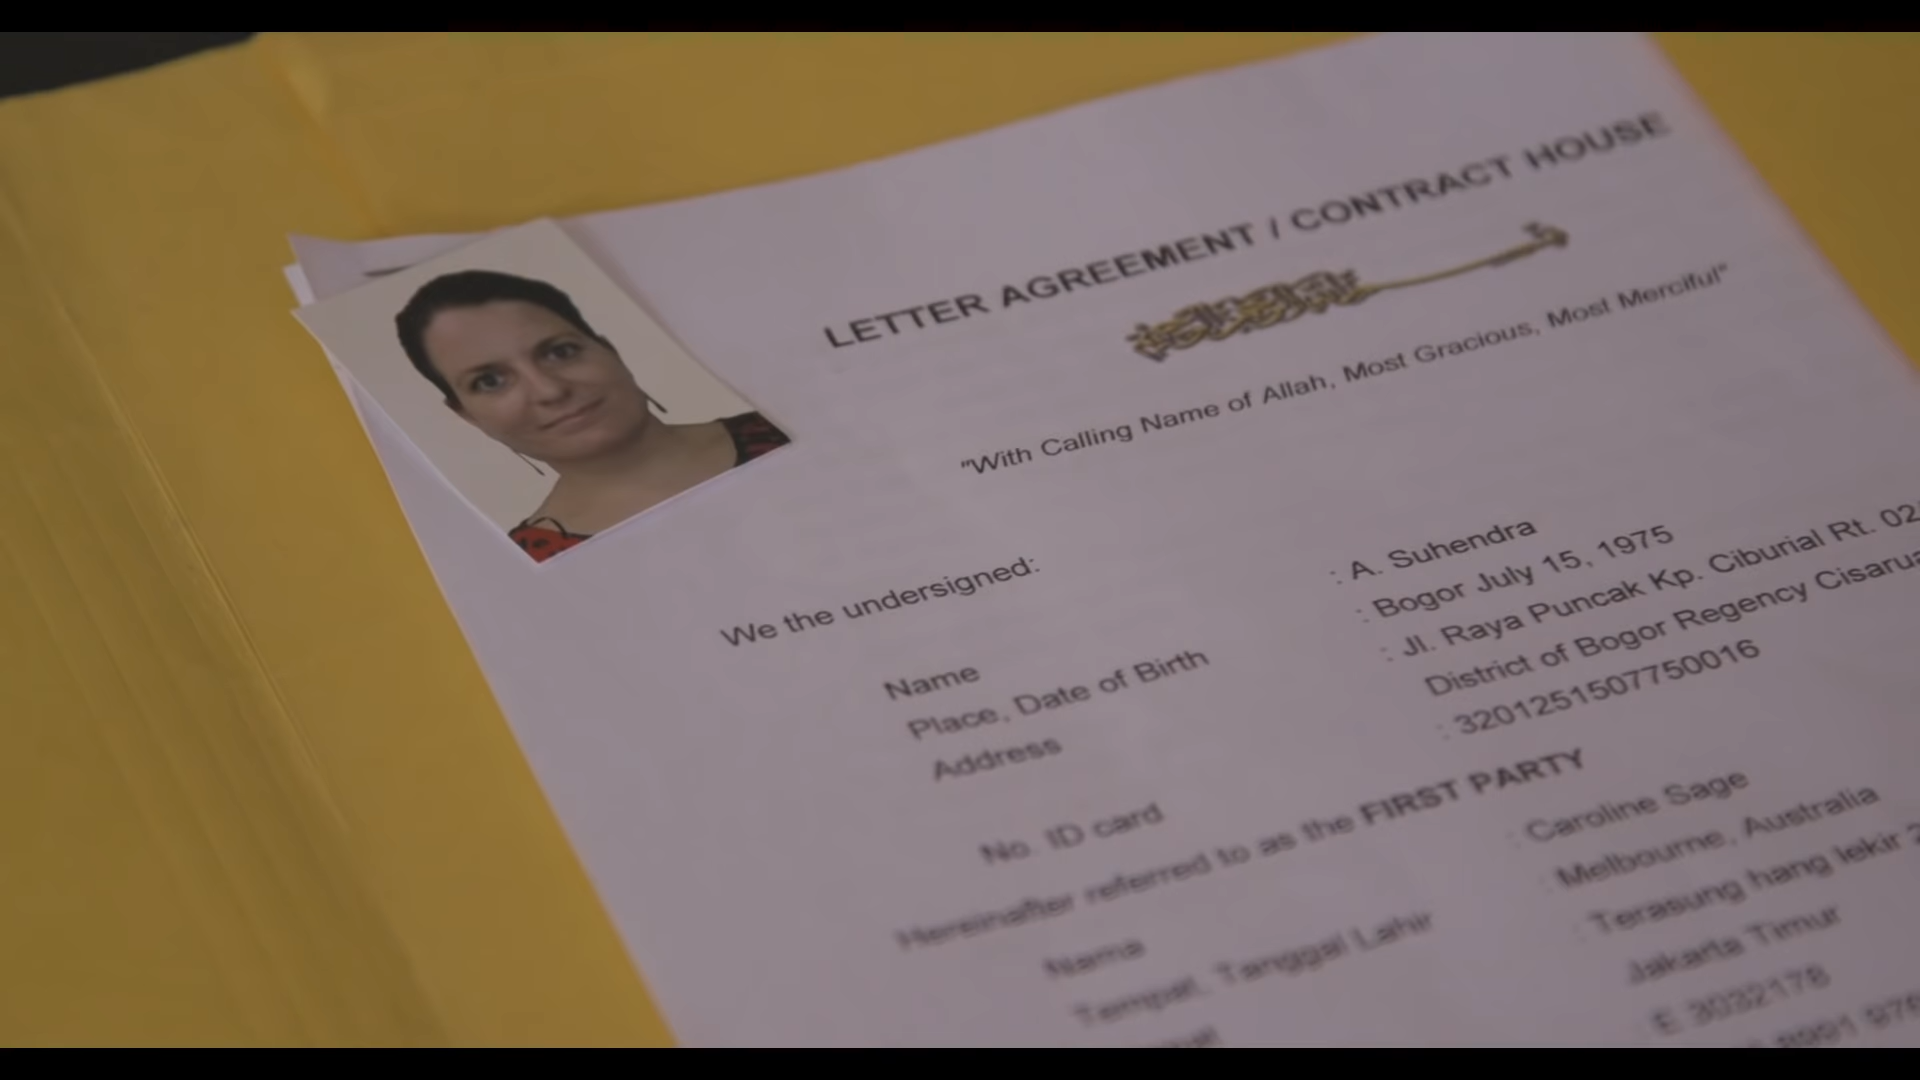 LETTER AGREEMENT / CONTRACT HOUSE
"With Calling Name of Allah, Most Gracious, Most Merciful"
We the undersigned:
Name : A. Suhendra
Place, Date of Birth : Bogor July 15, 1975
Address : Jl. Raya Puncak Kp. Ciburial Rt. 02
District of Bogor Regency Cisarua
No. ID card : 3201251507750016
Hereinafter referred to as the FIRST PARTY
Nama : Caroline Sage
Tempat, Tanggal Lahir : Melbourne, Australia
: Terasung hang lekir 2
Jakarta Timur
E 3032178